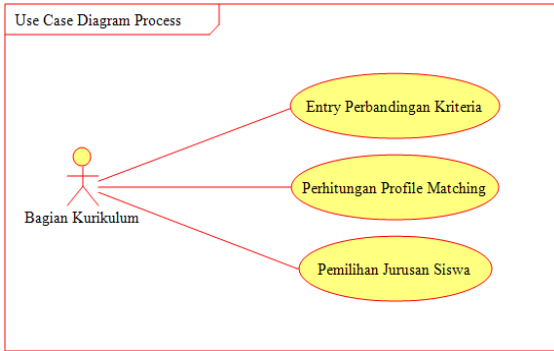 Use Case Diagram Process
Entry Perbandingan Kriteria
Perhitungan Profile Matching
Bagian Kurikulum
Pemilihan Jurusan Siswa